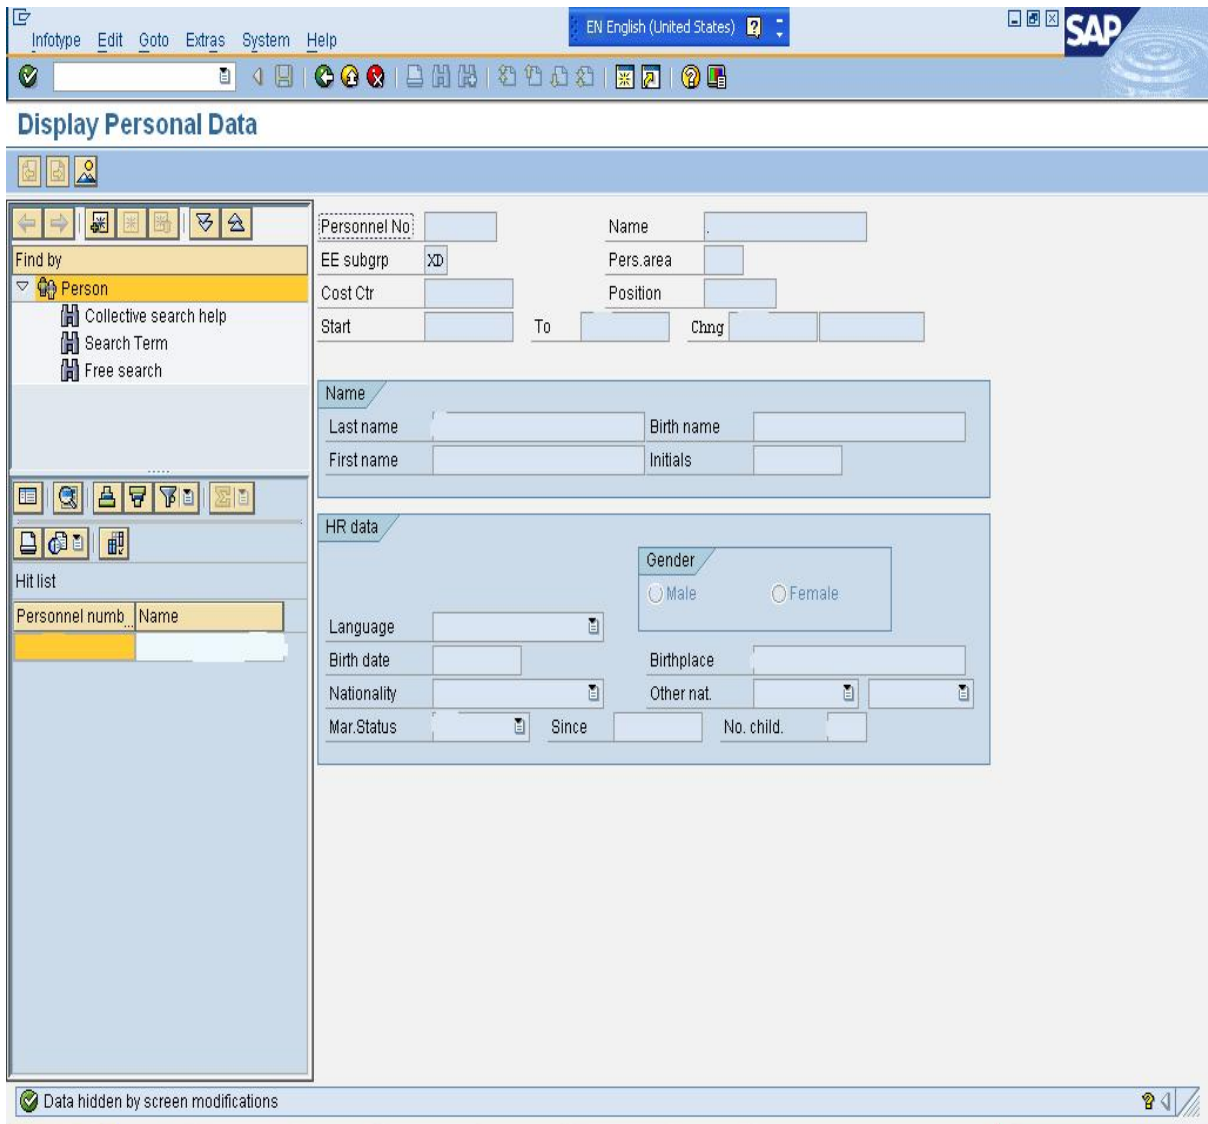 EN English (United States)
Infotype Edit Goto Extras System Help
SAP
Display Personal Data
Find by
Person
Collective search help
Search Term
Free search
Hit list
Personnel numb... Name
Personnel No Name .
EE subgrp XD Pers.area
Cost Ctr Position
Start To Chng
Name
Last name Birth name
First name Initials
HR data
Gender
Male Female
Language
Birth date Birthplace
Nationality Other nat.
Mar.Status Since No. child.
Data hidden by screen modifications